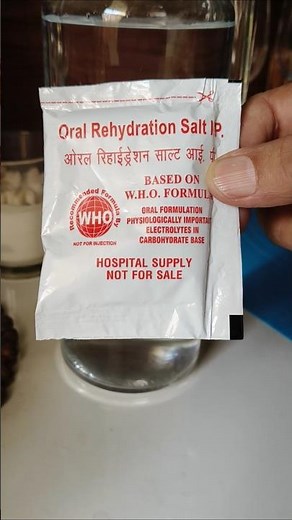 Oral Rehydration Salt I.P.
ओरल रिहाईड्रेशन साल्ट आई.
BASED ON
W.H.O. FORMUL
Recommended Formula By
WHO
NOT FOR INJECTION
ORAL FORMULATION
PHYSIOLOGICALLY IMPORTA
ELECTROLYTES IN
CARBOHYDRATE BASE
HOSPITAL SUPPLY
NOT FOR SALE